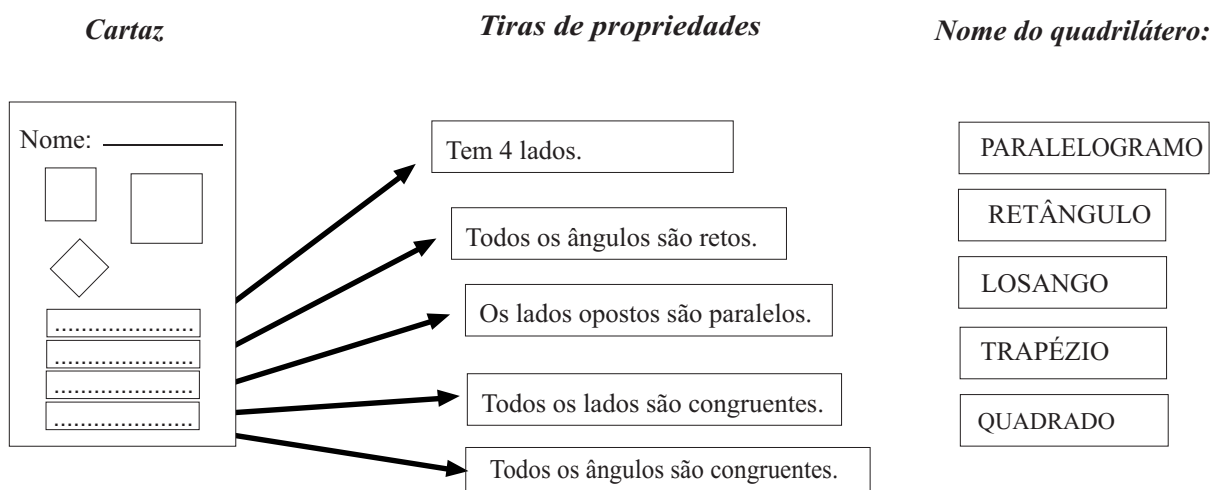 Cartaz
Tiras de propriedades
Nome do quadrilátero:
Nome: __________
.....................
.....................
.....................
.....................
Tem 4 lados.
Todos os ângulos são retos.
Os lados opostos são paralelos.
Todos os lados são congruentes.
Todos os ângulos são congruentes.
PARALELOGRAMO
RETÂNGULO
LOSANGO
TRAPÉZIO
QUADRADO